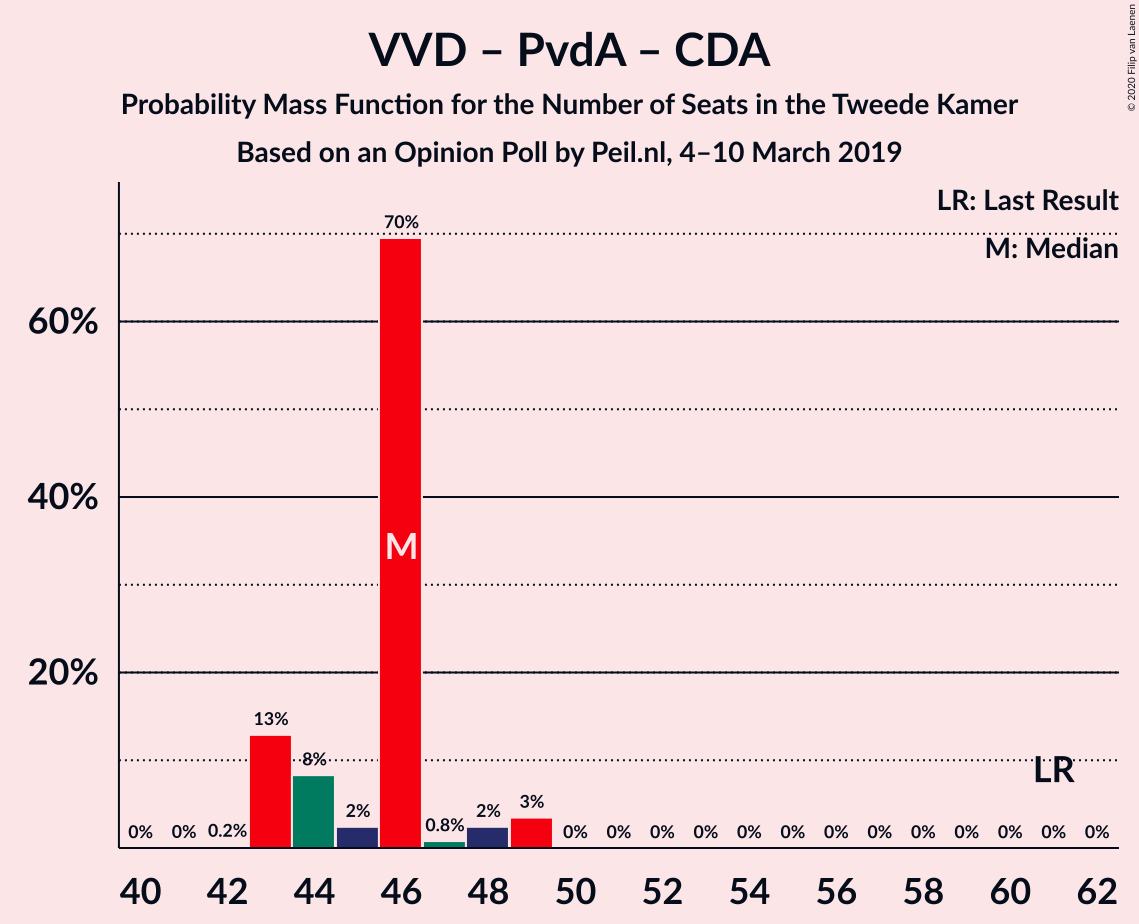 VVD – PvdA – CDA
Probability Mass Function for the Number of Seats in the Tweede Kamer
Based on an Opinion Poll by Peil.nl, 4–10 March 2019
© 2020 Filip van Laenen
LR: Last Result
M: Median
60%
40%
20%
0% 0% 0.2% 13% 8% 2% 70% 0.8% 2% 3% 0% 0% 0% 0% 0% 0% 0% 0% 0% 0% 0% 0% 0%
M
LR
40 42 44 46 48 50 52 54 56 58 60 62